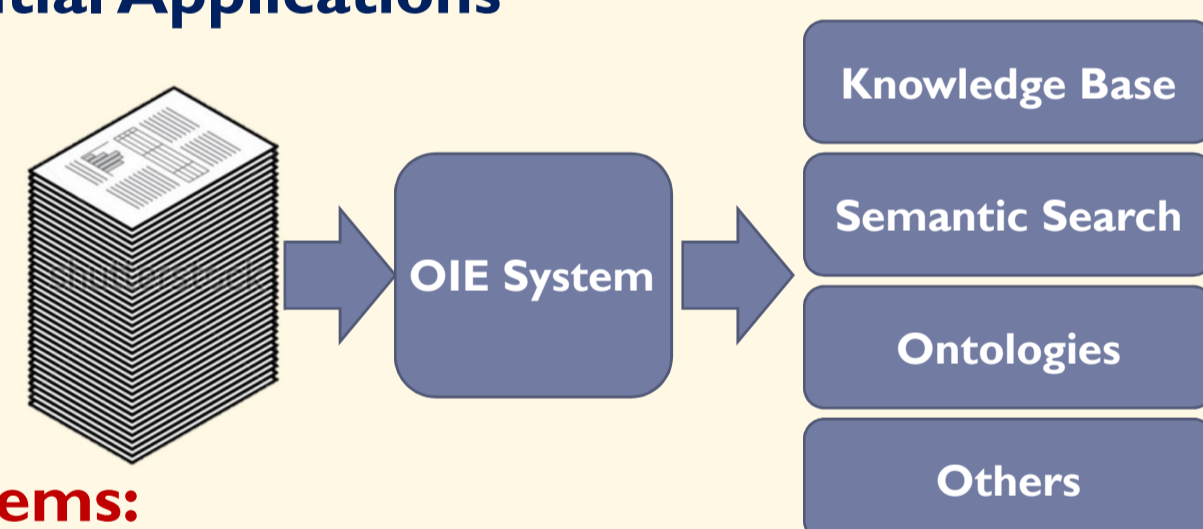 tial Applications
Knowledge Base
Semantic Search
OIE System
Ontologies
Others
ems: